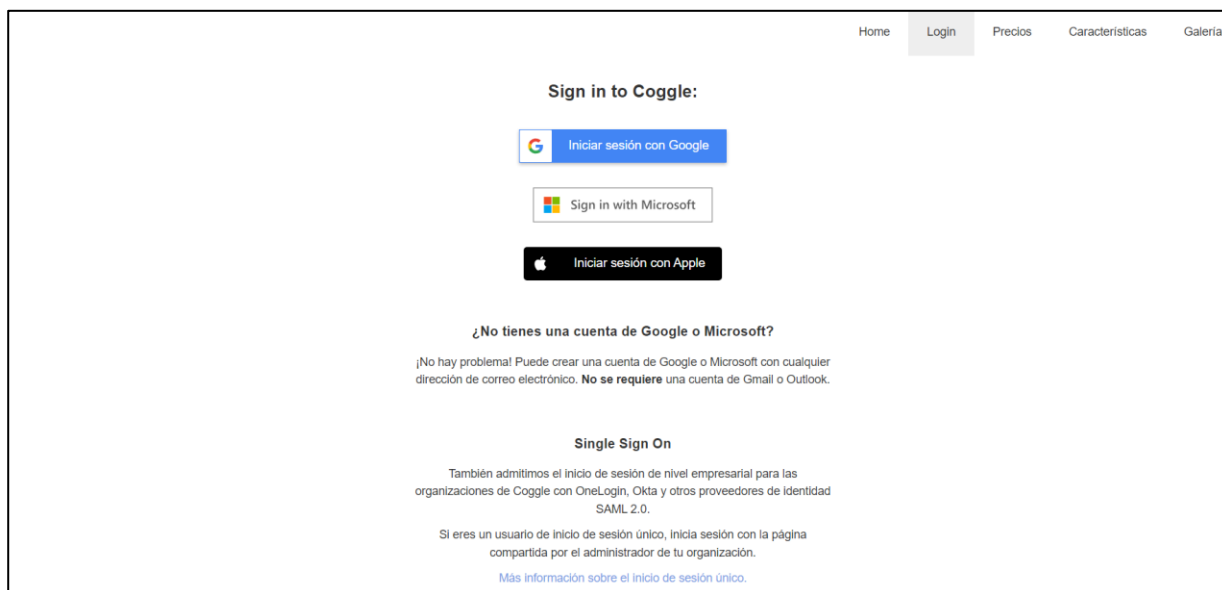 Home Login Precios Características Galería
Sign in to Coggle:
Iniciar sesión con Google
Sign in with Microsoft
Iniciar sesión con Apple
¿No tienes una cuenta de Google o Microsoft?
¡No hay problema! Puede crear una cuenta de Google o Microsoft con cualquier
dirección de correo electrónico. No se requiere una cuenta de Gmail o Outlook.
Single Sign On
También admitimos el inicio de sesión de nivel empresarial para las
organizaciones de Coggle con OneLogin, Okta y otros proveedores de identidad
SAML 2.0.
Si eres un usuario de inicio de sesión único, inicia sesión con la página
compartida por el administrador de tu organización.
Más información sobre el inicio de sesión único.